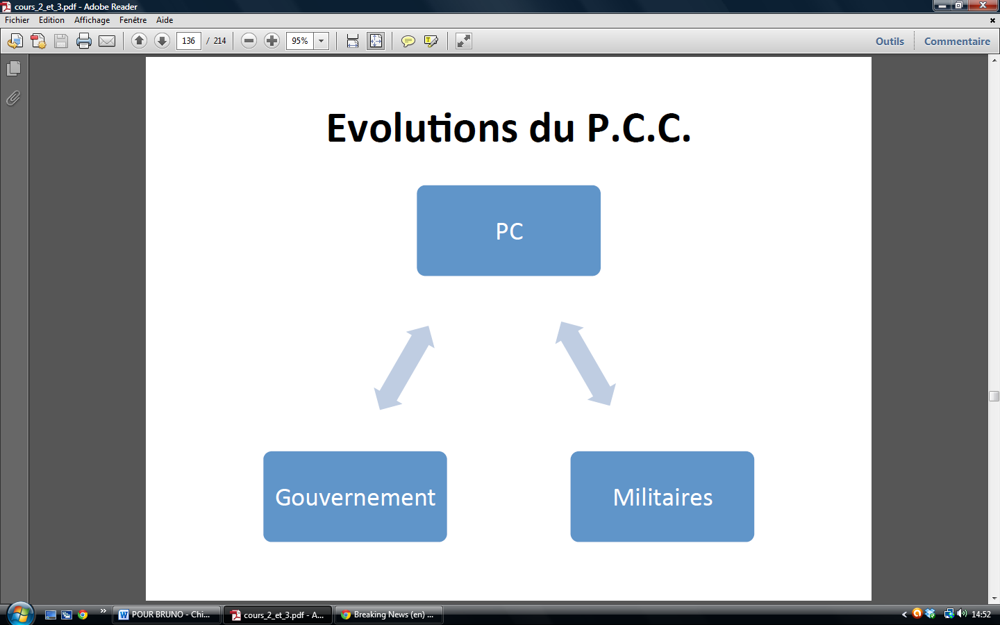 cours_2_et_3.pdf - Adobe Reader
Fichier Edition Affichage Fenêtre Aide
136 / 214 95% Outils Commentaire
Evolutions du P.C.C.
PC
Gouvernement Militaires
POUR BRUNO - Chi... cours_2_et_3.pdf - A... Breaking News (en) ... 14:52